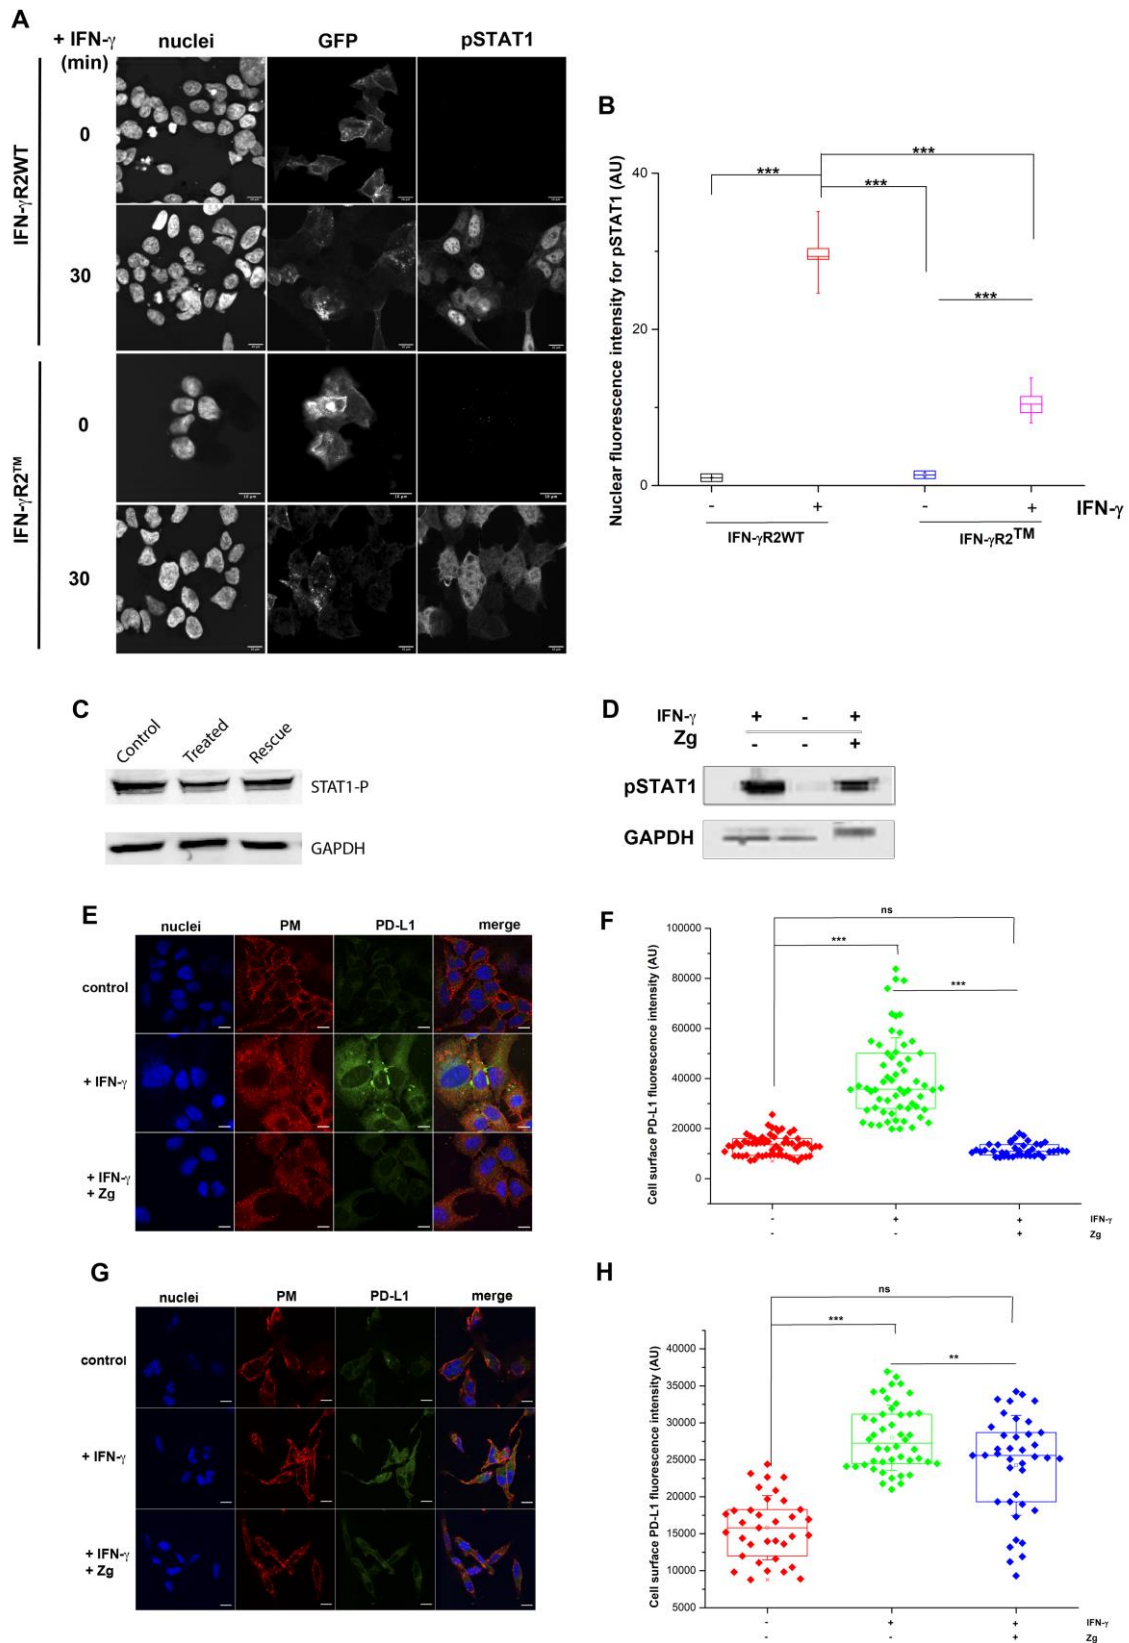 A
+ IFN-γ
(min)
nuclei GFP pSTAT1
IFN-γR2WT
0
30
IFN-γR2TM
0
30
B
Nuclear fluorescence intensity for pSTAT1 (AU)
40
20
0
***
***
***
***
- + - + IFN-γ
IFN-γR2WT IFN-γR2TM
C
Control Treated Rescue
STAT1-P
GAPDH
D
IFN-γ + - +
Zg - - +
pSTAT1
GAPDH
E
nuclei PM PD-L1 merge
control
+ IFN-γ
+ IFN-γ
+ Zg
F
Cell surface PD-L1 fluorescence intensity (AU)
100000
80000
60000
40000
20000
0
ns
***
***
- + + IFN-γ
- - + Zg
G
nuclei PM PD-L1 merge
control
+ IFN-γ
+ IFN-γ
+ Zg
H
Cell surface PD-L1 fluorescence intensity (AU)
40000
35000
30000
25000
20000
15000
10000
5000
ns
***
**
- + + IFN-γ
- - + Zg